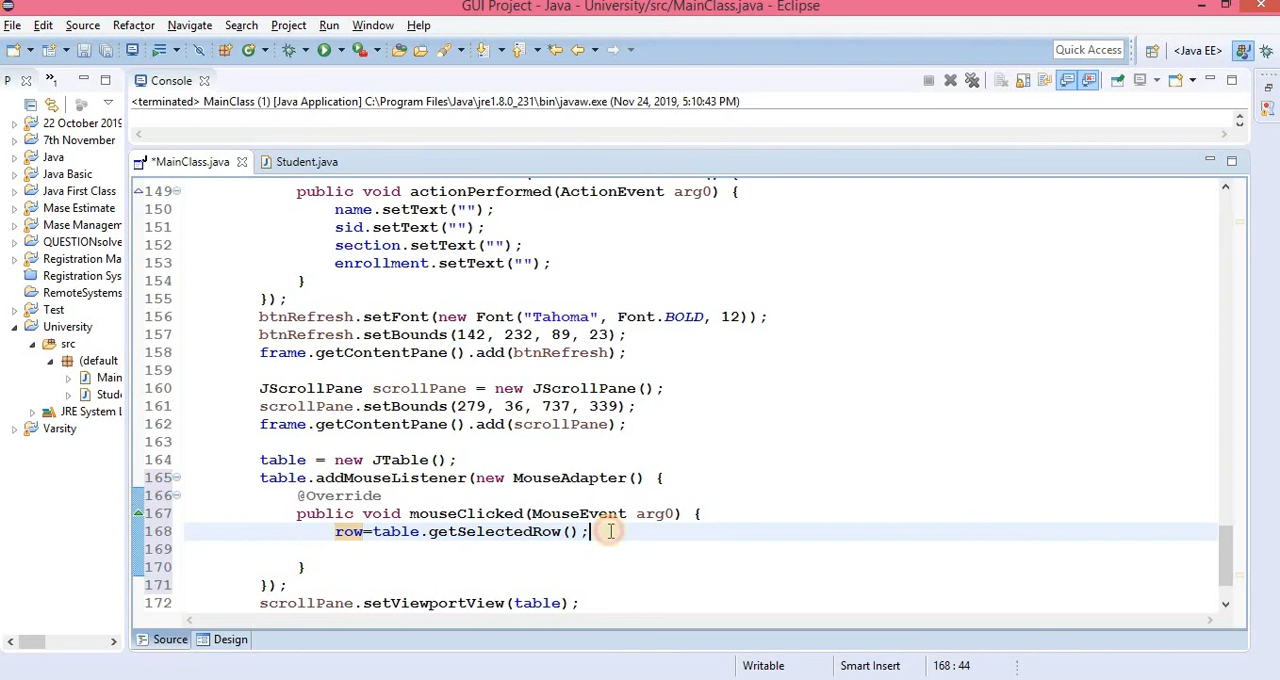 GUI Project - Java - University/src/MainClass.java - Eclipse
File Edit Source Refactor Navigate Search Project Run Window Help
Quick Access <Java EE>
P Console
<terminated> MainClass (1) [Java Application] C:\Program Files\Java\jre1.8.0_231\bin\javaw.exe (Nov 24, 2019, 5:10:43 PM)
22 October 2019
7th November
Java
Java Basic
Java First Class
Mase Estimate
Mase Managem
QUESTIONsolve
Registration Ma
Registration Sys
RemoteSystems
Test
University
src
(default
Main
Stud
JRE System L
Varsity
*MainClass.java Student.java
149 public void actionPerformed(ActionEvent arg0) {
150 name.setText("");
151 sid.setText("");
152 section.setText("");
153 enrollment.setText("");
154 }
155 });
156 btnRefresh.setFont(new Font("Tahoma", Font.BOLD, 12));
157 btnRefresh.setBounds(142, 232, 89, 23);
158 frame.getContentPane().add(btnRefresh);
159
160 JScrollPane scrollPane = new JScrollPane();
161 scrollPane.setBounds(279, 36, 737, 339);
162 frame.getContentPane().add(scrollPane);
163
164 table = new JTable();
165 table.addMouseListener(new MouseAdapter() {
166 @Override
167 public void mouseClicked(MouseEvent arg0) {
168 row=table.getSelectedRow();
169
170 }
171 });
172 scrollPane.setViewportView(table);
Source Design
Writable Smart Insert 168 : 44